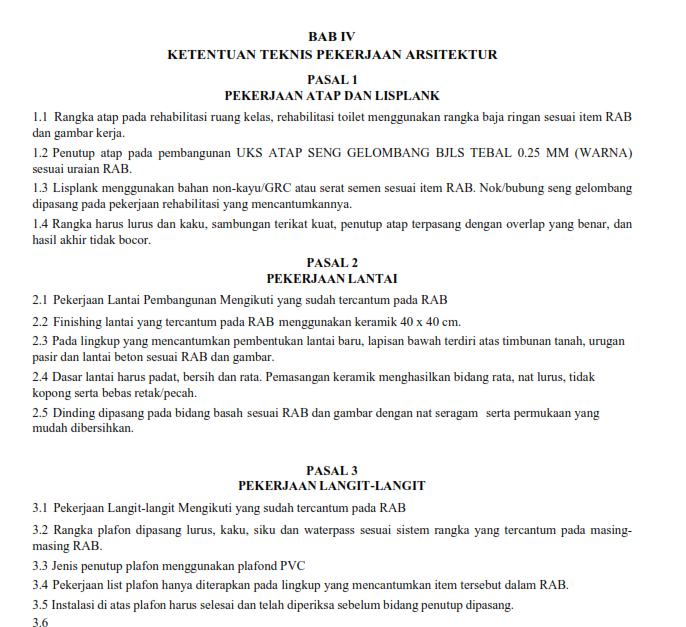 BAB IV
KETENTUAN TEKNIS PEKERJAAN ARSITEKTUR
PASAL 1
PEKERJAAN ATAP DAN LISPLANK
1.1 Rangka atap pada rehabilitasi ruang kelas, rehabilitasi toilet menggunakan rangka baja ringan sesuai item RAB
dan gambar kerja.
1.2 Penutup atap pada pembangunan UKS ATAP SENG GELOMBANG BJLS TEBAL 0.25 MM (WARNA)
sesuai uraian RAB.
1.3 Lisplank menggunakan bahan non-kayu/GRC atau serat semen sesuai item RAB. Nok/bubung seng gelombang
dipasang pada pekerjaan rehabilitasi yang mencantumkannya.
1.4 Rangka harus lurus dan kaku, sambungan terikat kuat, penutup atap terpasang dengan overlap yang benar, dan
hasil akhir tidak bocor.
PASAL 2
PEKERJAAN LANTAI
2.1 Pekerjaan Lantai Pembangunan Mengikuti yang sudah tercantum pada RAB
2.2 Finishing lantai yang tercantum pada RAB menggunakan keramik 40 x 40 cm.
2.3 Pada lingkup yang mencantumkan pembentukan lantai baru, lapisan bawah terdiri atas timbunan tanah, urugan
pasir dan lantai beton sesuai RAB dan gambar.
2.4 Dasar lantai harus padat, bersih dan rata. Pemasangan keramik menghasilkan bidang rata, nat lurus, tidak
kopong serta bebas retak/pecah.
2.5 Dinding dipasang pada bidang basah sesuai RAB dan gambar dengan nat seragam serta permukaan yang
mudah dibersihkan.
PASAL 3
PEKERJAAN LANGIT-LANGIT
3.1 Pekerjaan Langit-langit Mengikuti yang sudah tercantum pada RAB
3.2 Rangka plafon dipasang lurus, kaku, siku dan waterpass sesuai sistem rangka yang tercantum pada masing-
masing RAB.
3.3 Jenis penutup plafon menggunakan plafond PVC
3.4 Pekerjaan list plafon hanya diterapkan pada lingkup yang mencantumkan item tersebut dalam RAB.
3.5 Instalasi di atas plafon harus selesai dan telah diperiksa sebelum bidang penutup dipasang.
3.6